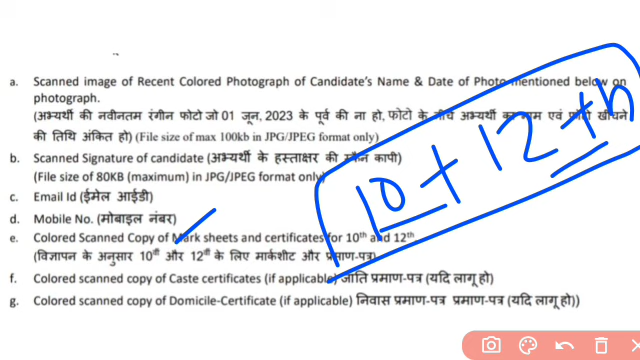 a. Scanned image of Recent Colored Photograph of Candidate's Name & Date of Photo mentioned below on
photograph.
(अभ्यर्थी की नवीनतम रंगीन फोटो जो 01 जून, 2023 के पूर्व की ना हो, फोटो के नीचे अभ्यर्थी का नाम एवं फोटो खींचने
की तिथि अंकित हो) (File size of max 100kb in JPG/JPEG format only)
b. Scanned Signature of candidate (अभ्यर्थी के हस्ताक्षर की स्कैन कापी)
(File size of 80KB (maximum) in JPG/JPEG format only)
10 + 12 th
c. Email Id (ईमेल आईडी)
d. Mobile No. (मोबाइल नंबर)
e. Colored Scanned Copy of Mark sheets and certificates for 10th and 12th
(विज्ञापन के अनुसार 10th और 12th के लिए मार्कशीट और प्रमाण-पत्र)
f. Colored scanned copy of Caste certificates (if applicable) जाति प्रमाण-पत्र (यदि लागू हो)
g. Colored scanned copy of Domicile-Certificate (if applicable) निवास प्रमाण-पत्र प्रमाण-पत्र (यदि लागू हो))